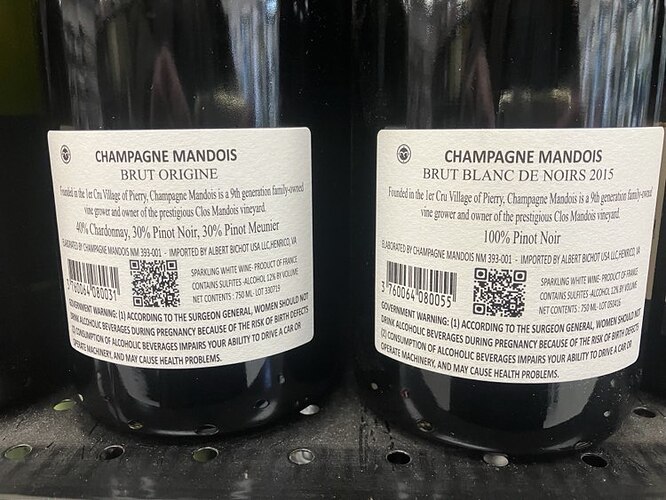 CHAMPAGNE MANDOIS
BRUT ORIGINE
Founded in the 1er Cru Village of Pierry, Champagne Mandois is a 9th generation family-owned
vine grower and owner of the prestigious Clos Mandois vineyard.
40% Chardonnay, 30% Pinot Noir, 30% Pinot Meunier
ELABORATED BY CHAMPAGNE MANDOIS NM 393-001 - IMPORTED BY ALBERT BICHOT USA LLC, HENRICO, VA
SPARKLING WHITE WINE- PRODUCT OF FRANCE
CONTAINS SULFITES -ALCOHOL 12% BY VOLUME
NET CONTENTS : 750 ML - LOT 330719
3 760064 080031
GOVERNMENT WARNING: (1) ACCORDING TO THE SURGEON GENERAL, WOMEN SHOULD NOT
DRINK ALCOHOLIC BEVERAGES DURING PREGNANCY BECAUSE OF THE RISK OF BIRTH DEFECTS
(2) CONSUMPTION OF ALCOHOLIC BEVERAGES IMPAIRS YOUR ABILITY TO DRIVE A CAR OR
OPERATE MACHINERY, AND MAY CAUSE HEALTH PROBLEMS.
CHAMPAGNE MANDOIS
BRUT BLANC DE NOIRS 2015
Founded in the 1er Cru Village of Pierry, Champagne Mandois is a 9th generation family-owned
vine grower and owner of the prestigious Clos Mandois vineyard.
100% Pinot Noir
ELABORATED BY CHAMPAGNE MANDOIS NM 393-001 - IMPORTED BY ALBERT BICHOT USA LLC, HENRICO, VA
SPARKLING WHITE WINE- PRODUCT OF FRANCE
CONTAINS SULFITES -ALCOHOL 12% BY VOLUME
NET CONTENTS : 750 ML -LOT 050416
3 760064 080055
GOVERNMENT WARNING: (1) ACCORDING TO THE SURGEON GENERAL, WOMEN SHOULD NOT
DRINK ALCOHOLIC BEVERAGES DURING PREGNANCY BECAUSE OF THE RISK OF BIRTH DEFECTS
(2) CONSUMPTION OF ALCOHOLIC BEVERAGES IMPAIRS YOUR ABILITY TO DRIVE A CAR OR
OPERATE MACHINERY, AND MAY CAUSE HEALTH PROBLEMS.